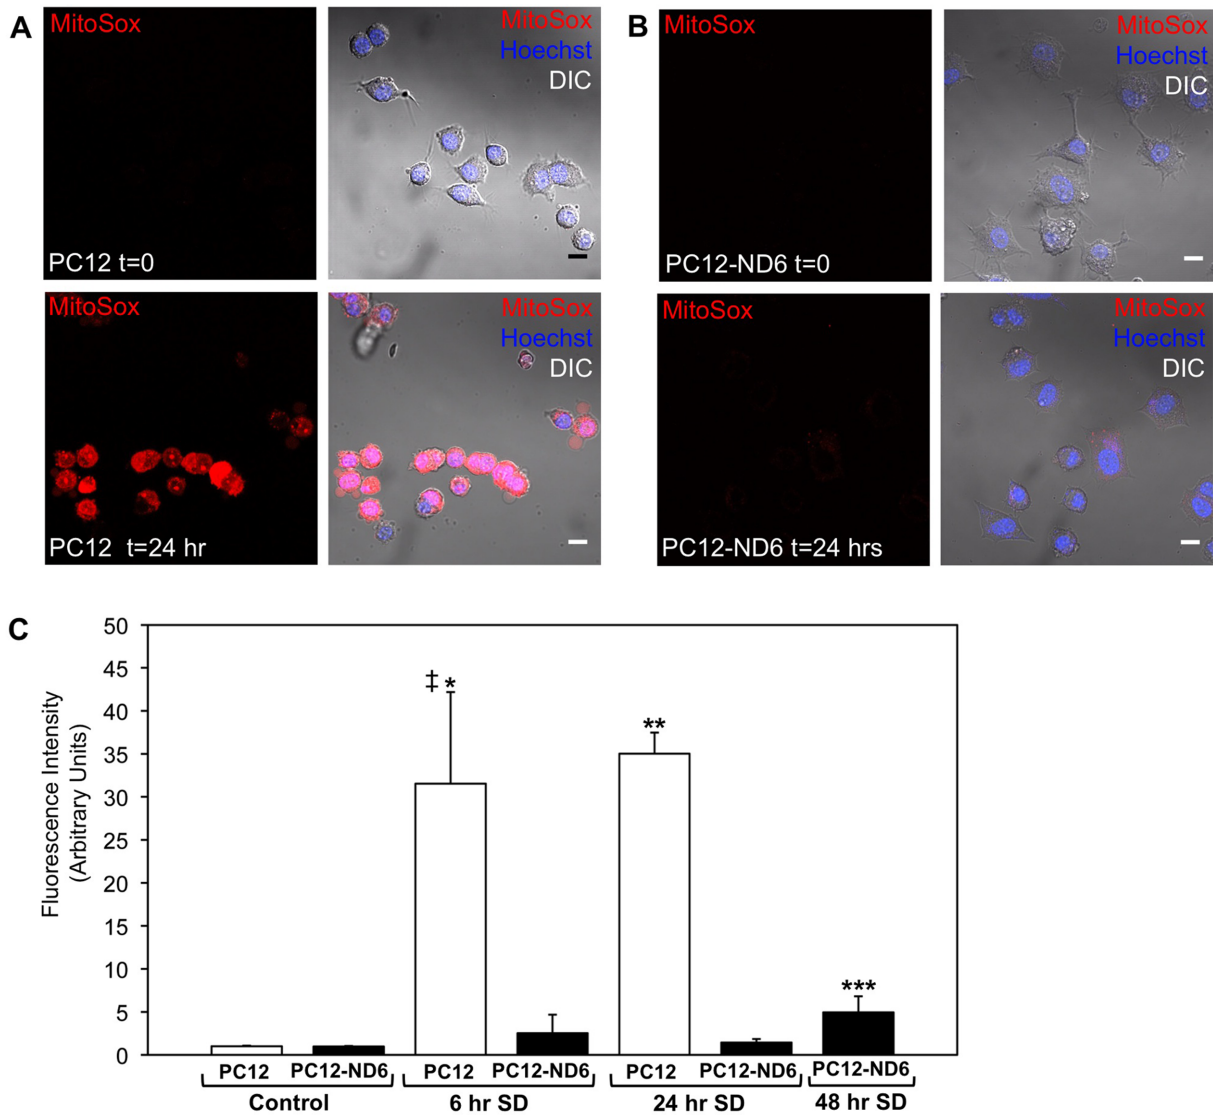 A
MitoSox
MitoSox
Hoechst
DIC
PC12 t=0
B
MitoSox
MitoSox
Hoechst
DIC
PC12-ND6 t=0
MitoSox
MitoSox
Hoechst
DIC
PC12 t=24 hr
MitoSox
MitoSox
Hoechst
DIC
PC12-ND6 t=24 hrs
C
Fluorescence Intensity
(Arbitrary Units)
50
45
40
35
30
25
20
15
10
5
0
‡ *
**
***
PC12 PC12-ND6 PC12 PC12-ND6 PC12 PC12-ND6 PC12-ND6
Control 6 hr SD 24 hr SD 48 hr SD